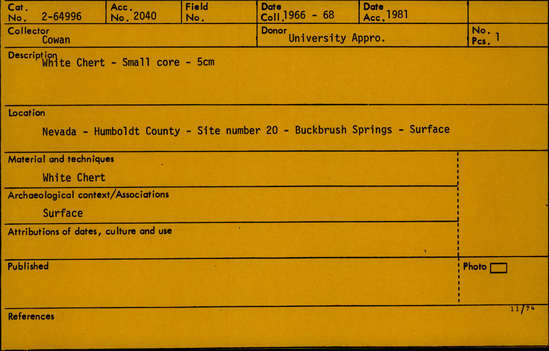 Cat. No. 2-64996 Acc. No. 2040 Field No. Date Coll. 1966 - 68 Date Acc. 1981
Collector Cowan Donor University Appro. No. Pcs. 1
Description White Chert - Small core - 5cm
Location
Nevada - Humboldt County - Site number 20 - Buckbrush Springs - Surface
Material and techniques
White Chert
Archaeological context/Associations
Surface
Attributions of dates, culture and use
Published Photo
11/74
References